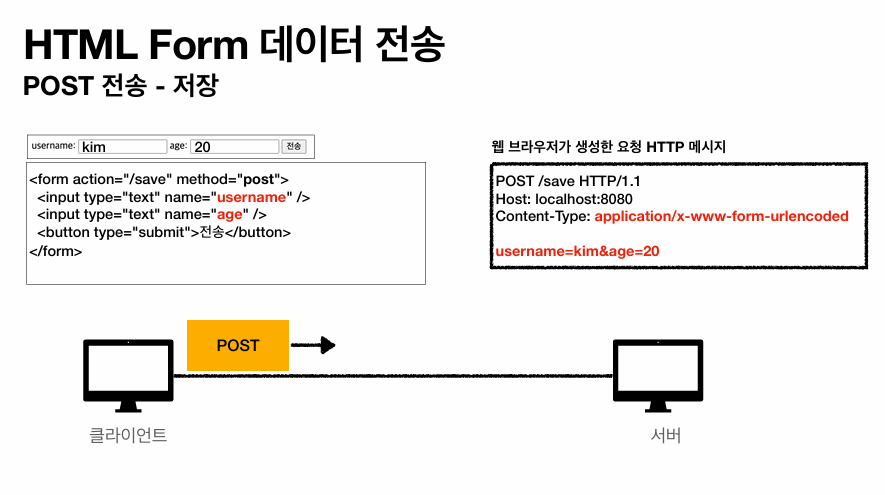 HTML Form 데이터 전송
POST 전송 - 저장
username: kim age: 20 전송
<form action="/save" method="post">
<input type="text" name="username" />
<input type="text" name="age" />
<button type="submit">전송</button>
</form>
웹 브라우저가 생성한 요청 HTTP 메시지
POST /save HTTP/1.1
Host: localhost:8080
Content-Type: application/x-www-form-urlencoded
username=kim&age=20
POST
클라이언트
서버